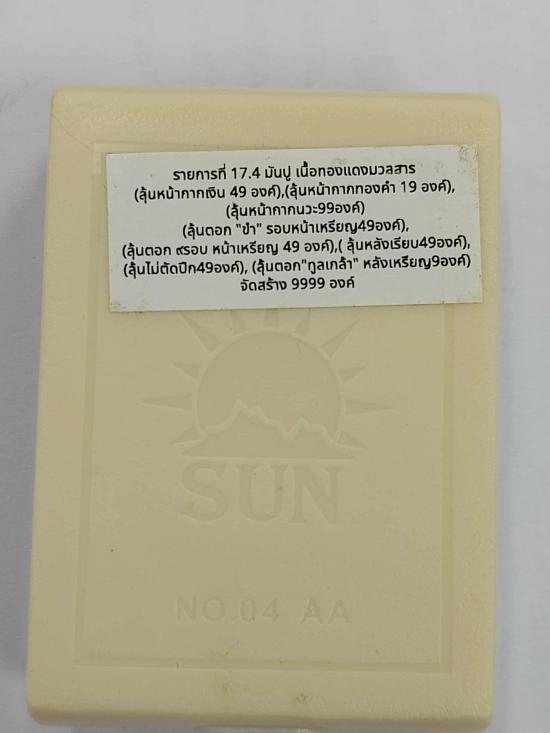 รายการที่ 17.4 มันปู เนื้อทองแดงมวลสาร
(ลุ้นหน้ากากเงิน 49 องค์),(ลุ้นหน้ากากทองคำ 19 องค์),
(ลุ้นหน้ากากนวะ99องค์)
(ลุ้นตอก "ขำ" รอบหน้าเหรียญ49องค์),
(ลุ้นตอก ๙รอบ หน้าเหรียญ 49 องค์),( ลุ้นหลังเรียบ49องค์),
(ลุ้นไม่ตัดปีก49องค์), (ลุ้นตอก"ทูลเกล้า" หลังเหรียญ9องค์)
จัดสร้าง 9999 องค์
SUN
NO.04 AA